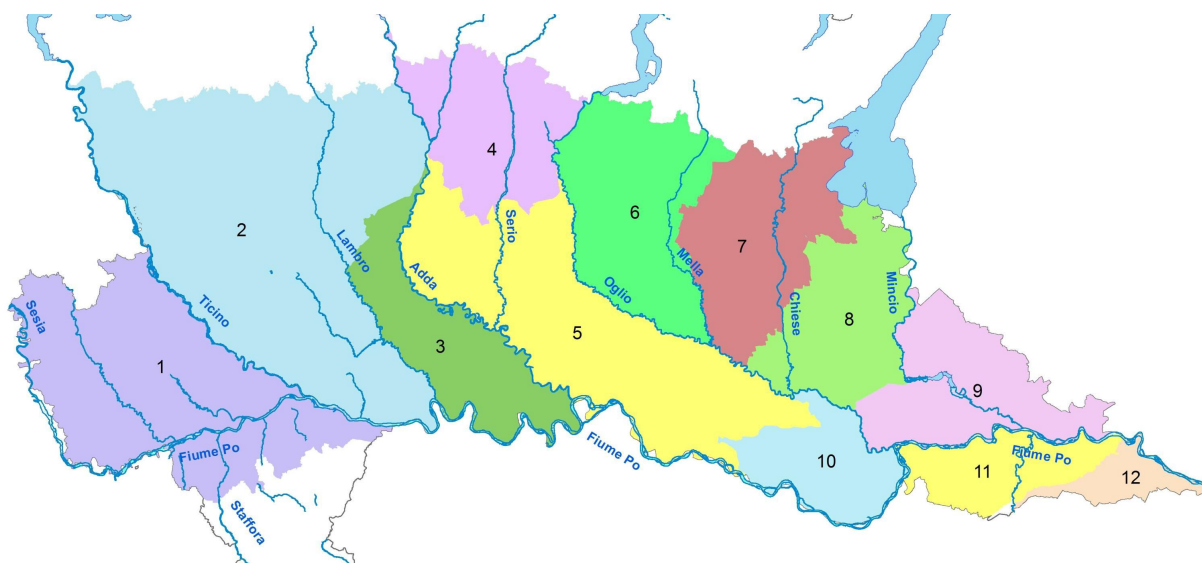 4
2
6
Serio
7
Lambro
Mella
Adda
1
Sesia
Ticino
Oglio
Chiese
Mincio
8
5
3
9
Fiume Po
Fiume Po
Fiume Po
10
11
12
Staffora